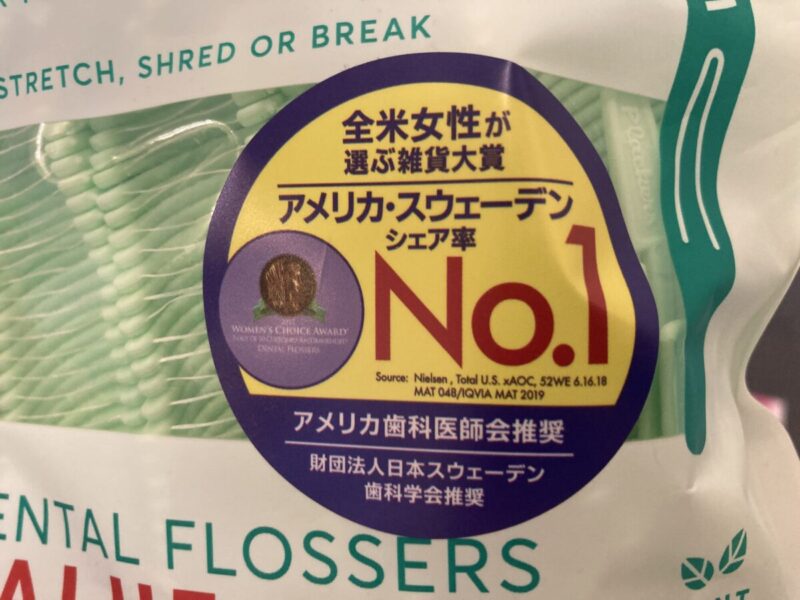 STRETCH, SHRED OR BREAK
全米女性が
選ぶ雑貨大賞
アメリカ・スウェーデン
シェア率
No.1
WOMEN'S CHOICE AWARD
DENTAL FLOSSERS
Source: Nielsen, Total U.S. xAOC, 52WE 6.16.18
MAT 048/IQVIA MAT 2019
アメリカ歯科医師会推奨
財団法人日本スウェーデン
歯科学会推奨
ENTAL FLOSSERS